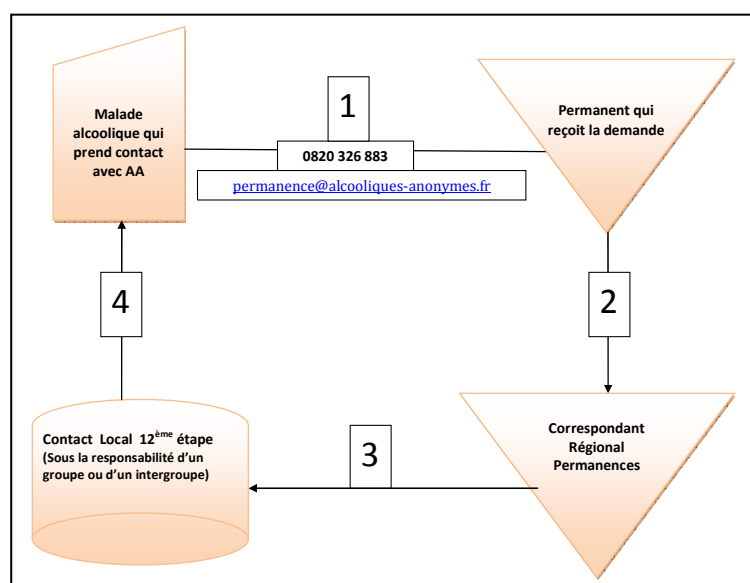 Malade
alcoolique qui
prend contact
avec AA
1
0820 326 883
permanence@alcooliques-anonymes.fr
Permanent qui
reçoit la demande
4
2
Contact Local 12ème étape
(Sous la responsabilité d’un
groupe ou d’un intergroupe)
3
Correspondant
Régional
Permanences